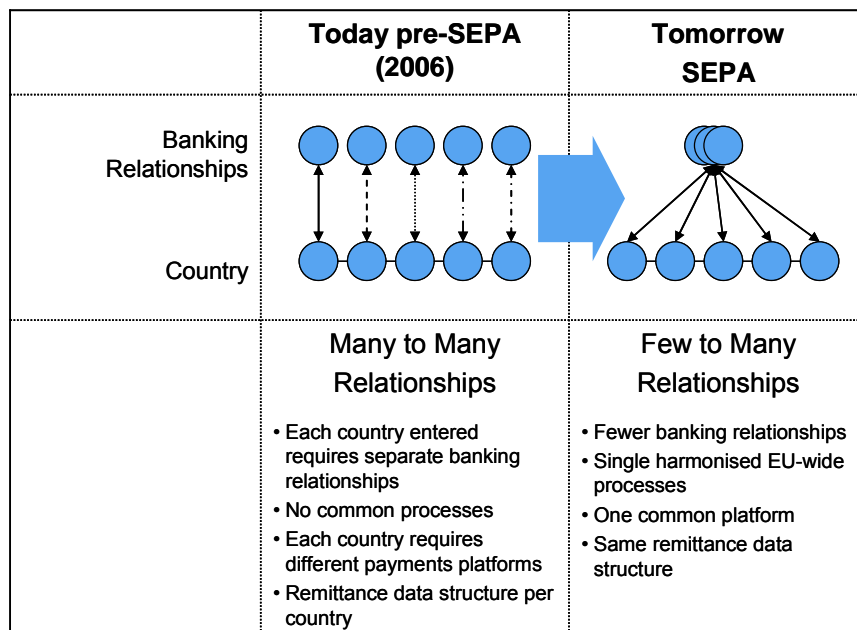 Today pre-SEPA
(2006)
Tomorrow
SEPA
Banking
Relationships
Country
Many to Many
Relationships
• Each country entered
requires separate banking
relationships
• No common processes
• Each country requires
different payments platforms
• Remittance data structure per
country
Few to Many
Relationships
• Fewer banking relationships
• Single harmonised EU-wide
processes
• One common platform
• Same remittance data
structure